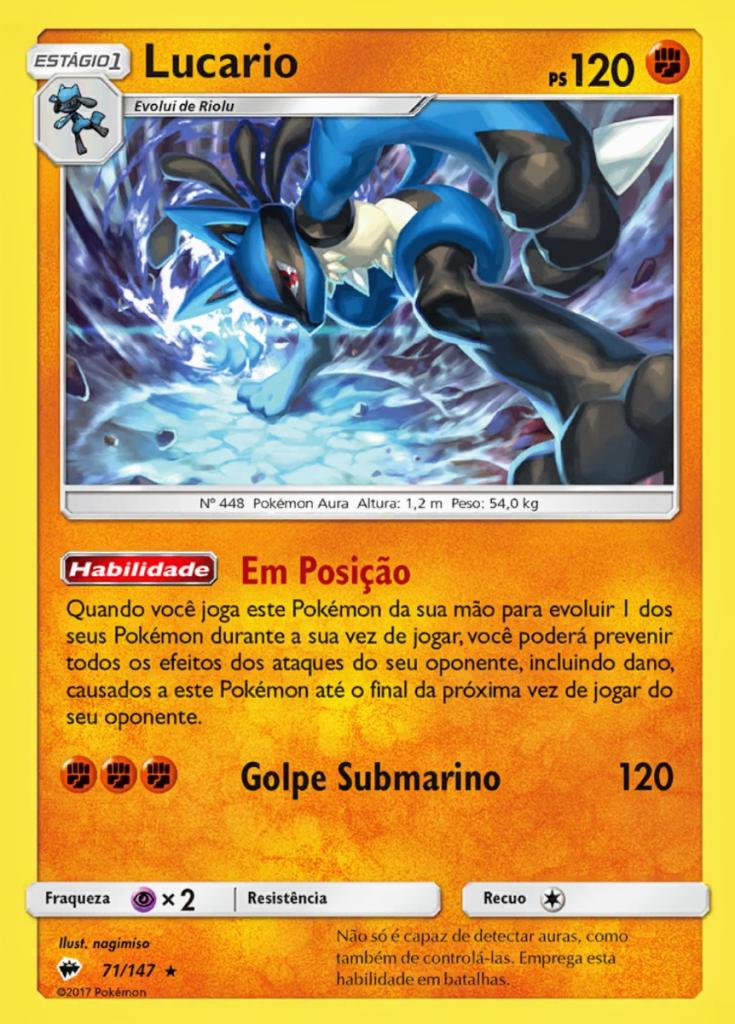 ESTÁGIO1
Lucario
PS 120
Evolui de Riolu
Nº 448 Pokémon Aura Altura: 1,2 m Peso: 54,0 kg
Habilidade Em Posição
Quando você joga este Pokémon da sua mão para evoluir 1 dos
seus Pokémon durante a sua vez de jogar, você poderá prevenir
todos os efeitos dos ataques do seu oponente, incluindo dano,
causados a este Pokémon até o final da próxima vez de jogar do
seu oponente.
Golpe Submarino 120
Fraqueza × 2 Resistência Recuo
Ilust. nagimiso
71/147 ★
©2017 Pokémon
Não só é capaz de detectar auras, como
também de controlá-las. Emprega esta
habilidade em batalhas.